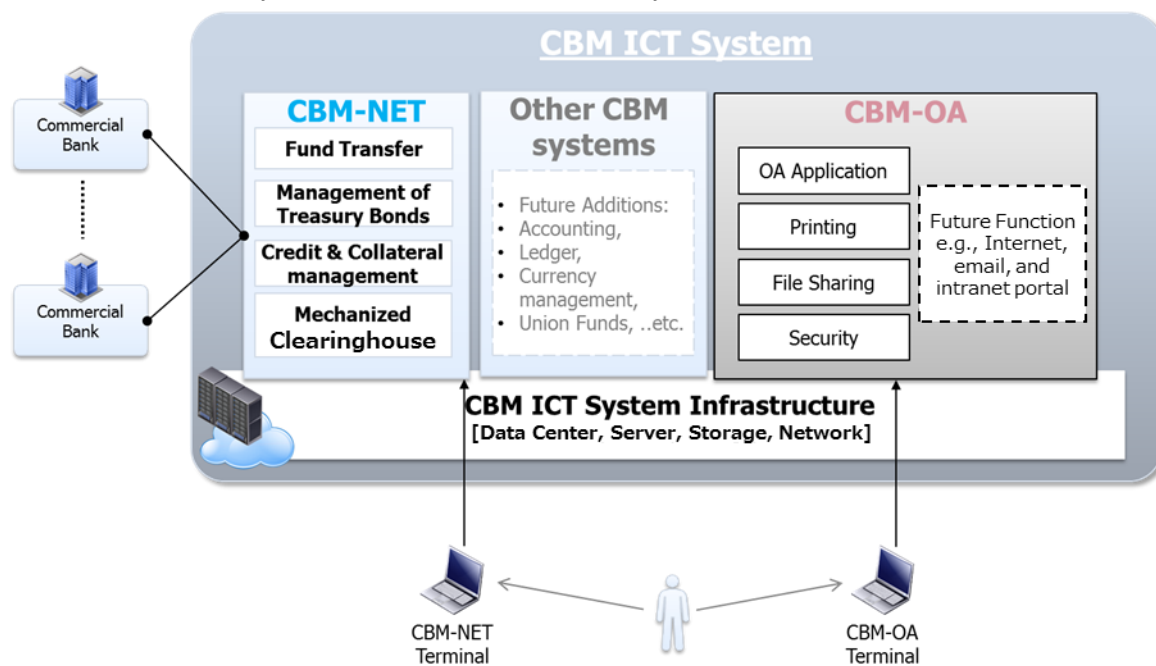 CBM ICT System
Commercial
Bank
Commercial
Bank
CBM-NET
Fund Transfer
Management of
Treasury Bonds
Credit & Collateral
management
Mechanized
Clearinghouse
Other CBM
systems
• Future Additions:
• Accounting,
• Ledger,
• Currency
management,
• Union Funds, ..etc.
CBM-OA
OA Application
Printing
File Sharing
Security
Future Function
e.g., Internet,
email, and
intranet portal
CBM ICT System Infrastructure
[Data Center, Server, Storage, Network]
CBM-NET
Terminal
CBM-OA
Terminal